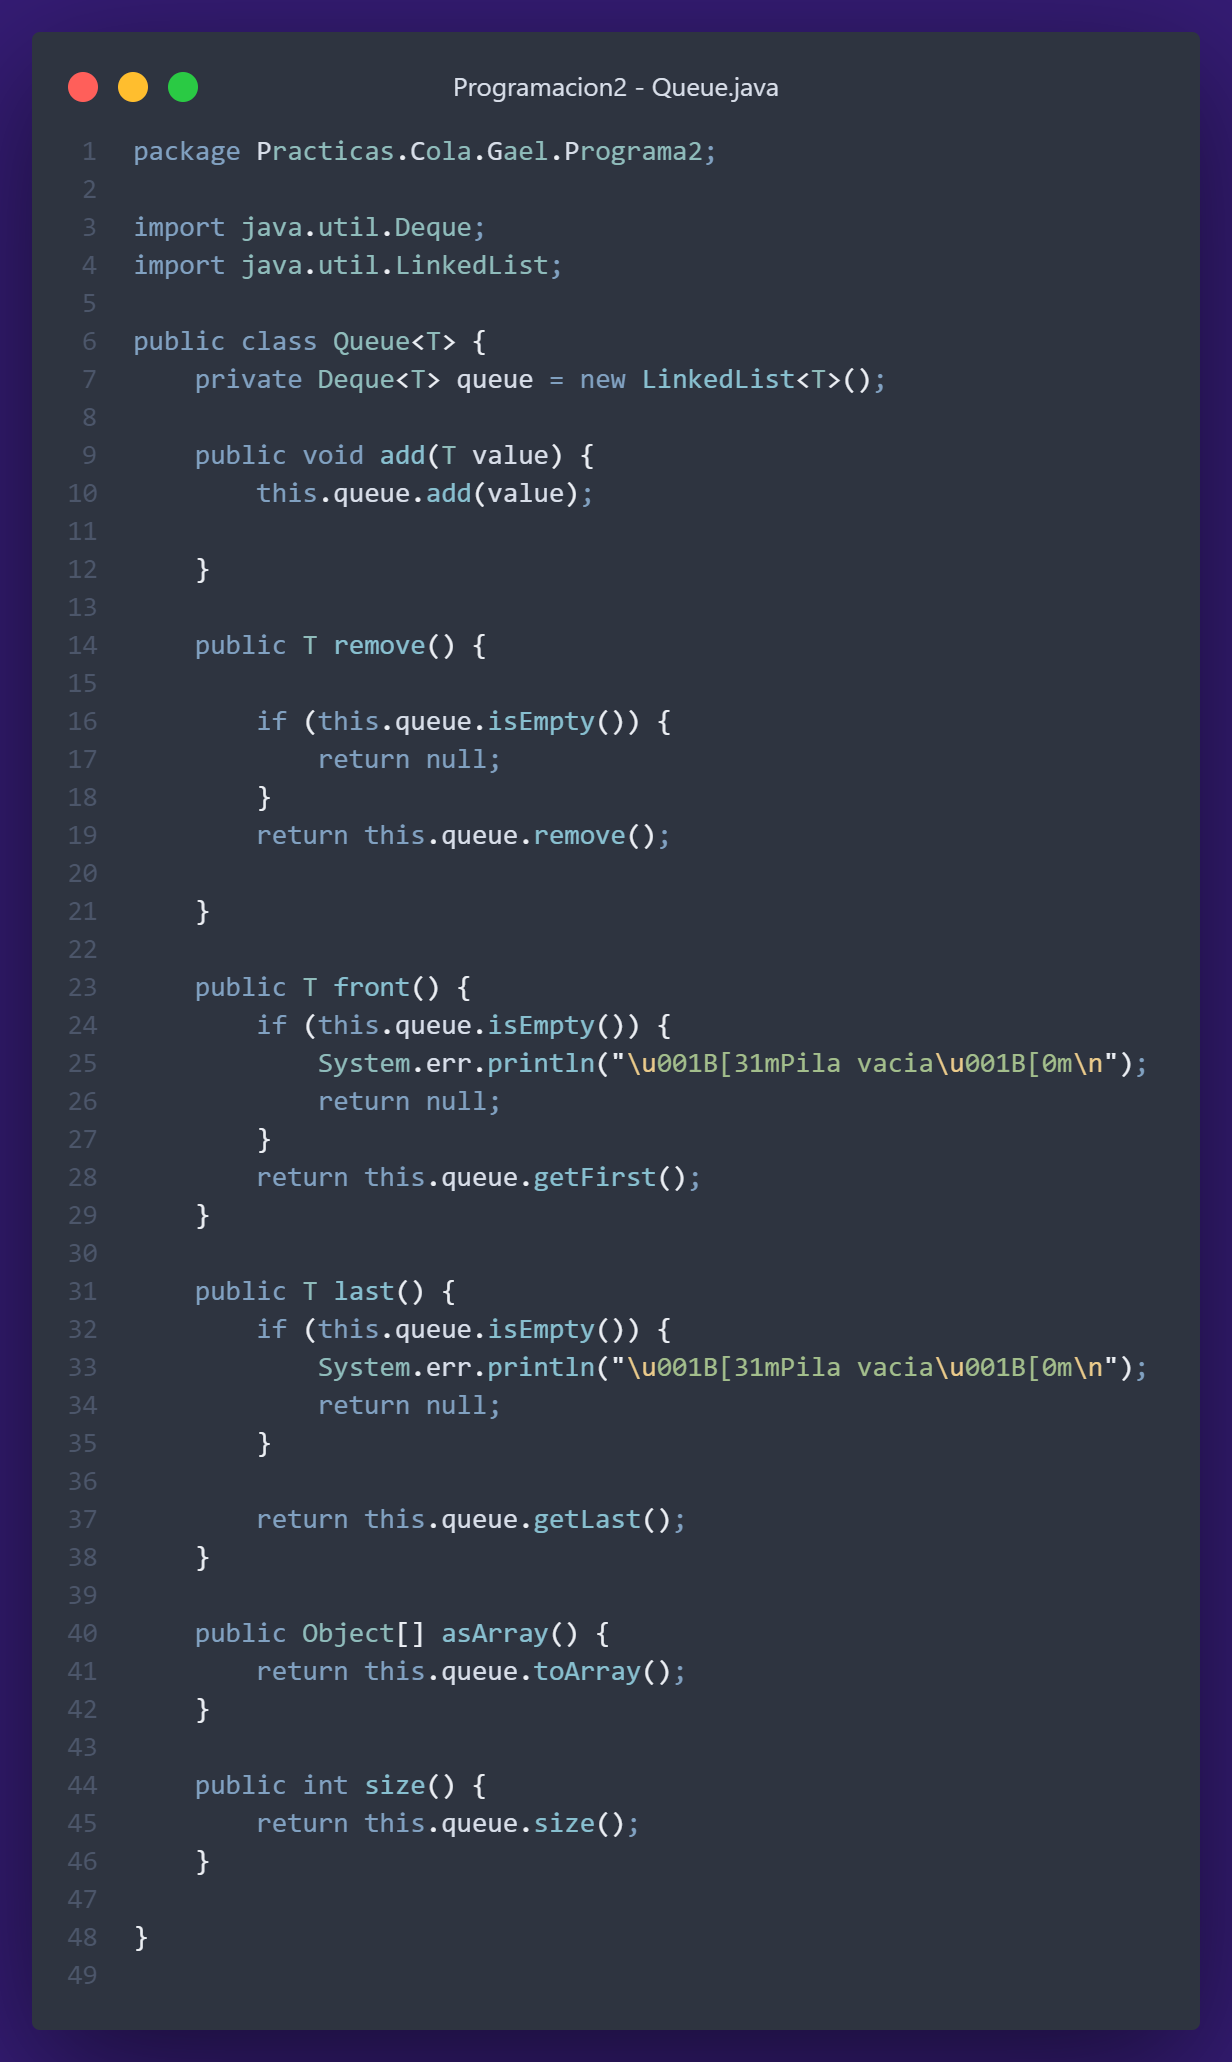 Programacion2 - Queue.java
1 package Practicas.Cola.Gael.Programa2;
2
3 import java.util.Deque;
4 import java.util.LinkedList;
5
6 public class Queue<T> {
7     private Deque<T> queue = new LinkedList<T>();
8
9     public void add(T value) {
10         this.queue.add(value);
11
12     }
13
14     public T remove() {
15
16         if (this.queue.isEmpty()) {
17             return null;
18         }
19         return this.queue.remove();
20
21     }
22
23     public T front() {
24         if (this.queue.isEmpty()) {
25             System.err.println("\u001B[31mPila vacia\u001B[0m\n");
26             return null;
27         }
28         return this.queue.getFirst();
29     }
30
31     public T last() {
32         if (this.queue.isEmpty()) {
33             System.err.println("\u001B[31mPila vacia\u001B[0m\n");
34             return null;
35         }
36
37         return this.queue.getLast();
38     }
39
40     public Object[] asArray() {
41         return this.queue.toArray();
42     }
43
44     public int size() {
45         return this.queue.size();
46     }
47
48 }
49